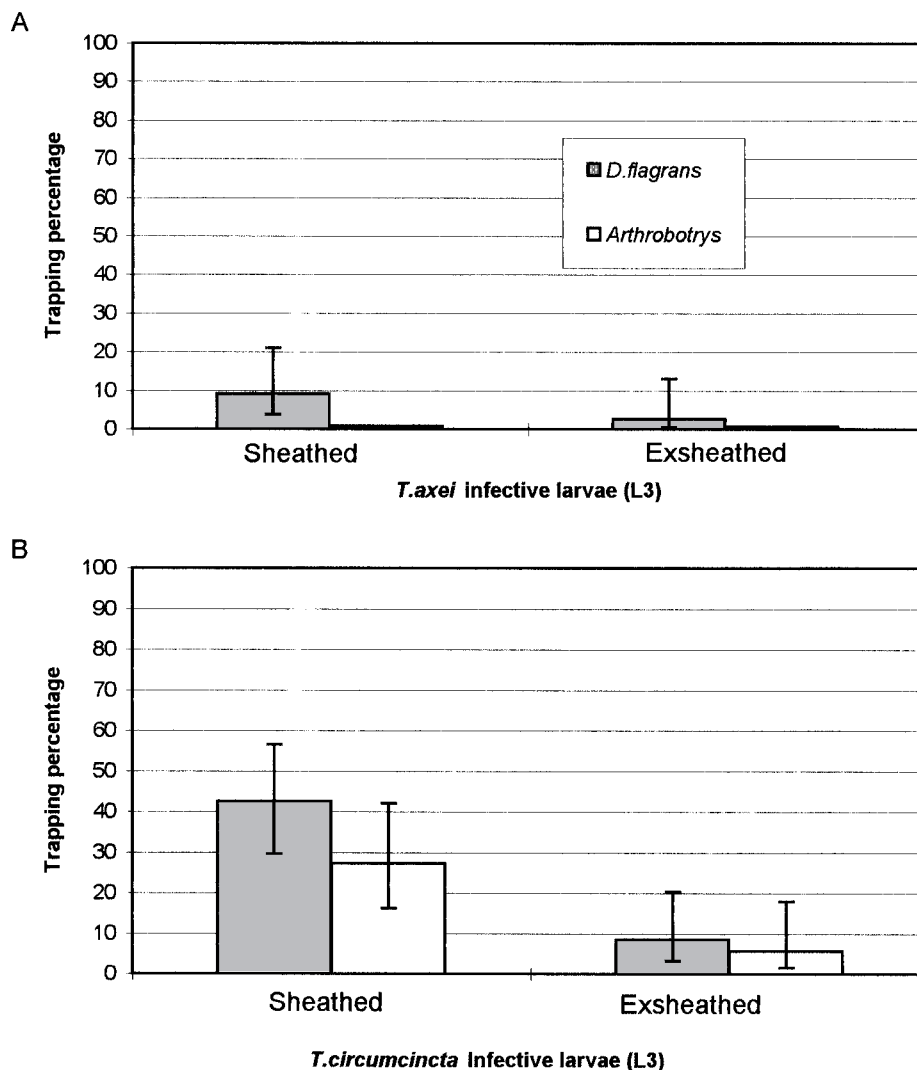 A
100
90
80
70
60
50
40
30
20
10
0
Trapping percentage
D.flagrans
Arthrobotrys
Sheathed
Exsheathed
T.axei infective larvae (L3)
B
100
90
80
70
60
50
40
30
20
10
0
Trapping percentage
Sheathed
Exsheathed
T.circumcincta Infective larvae (L3)